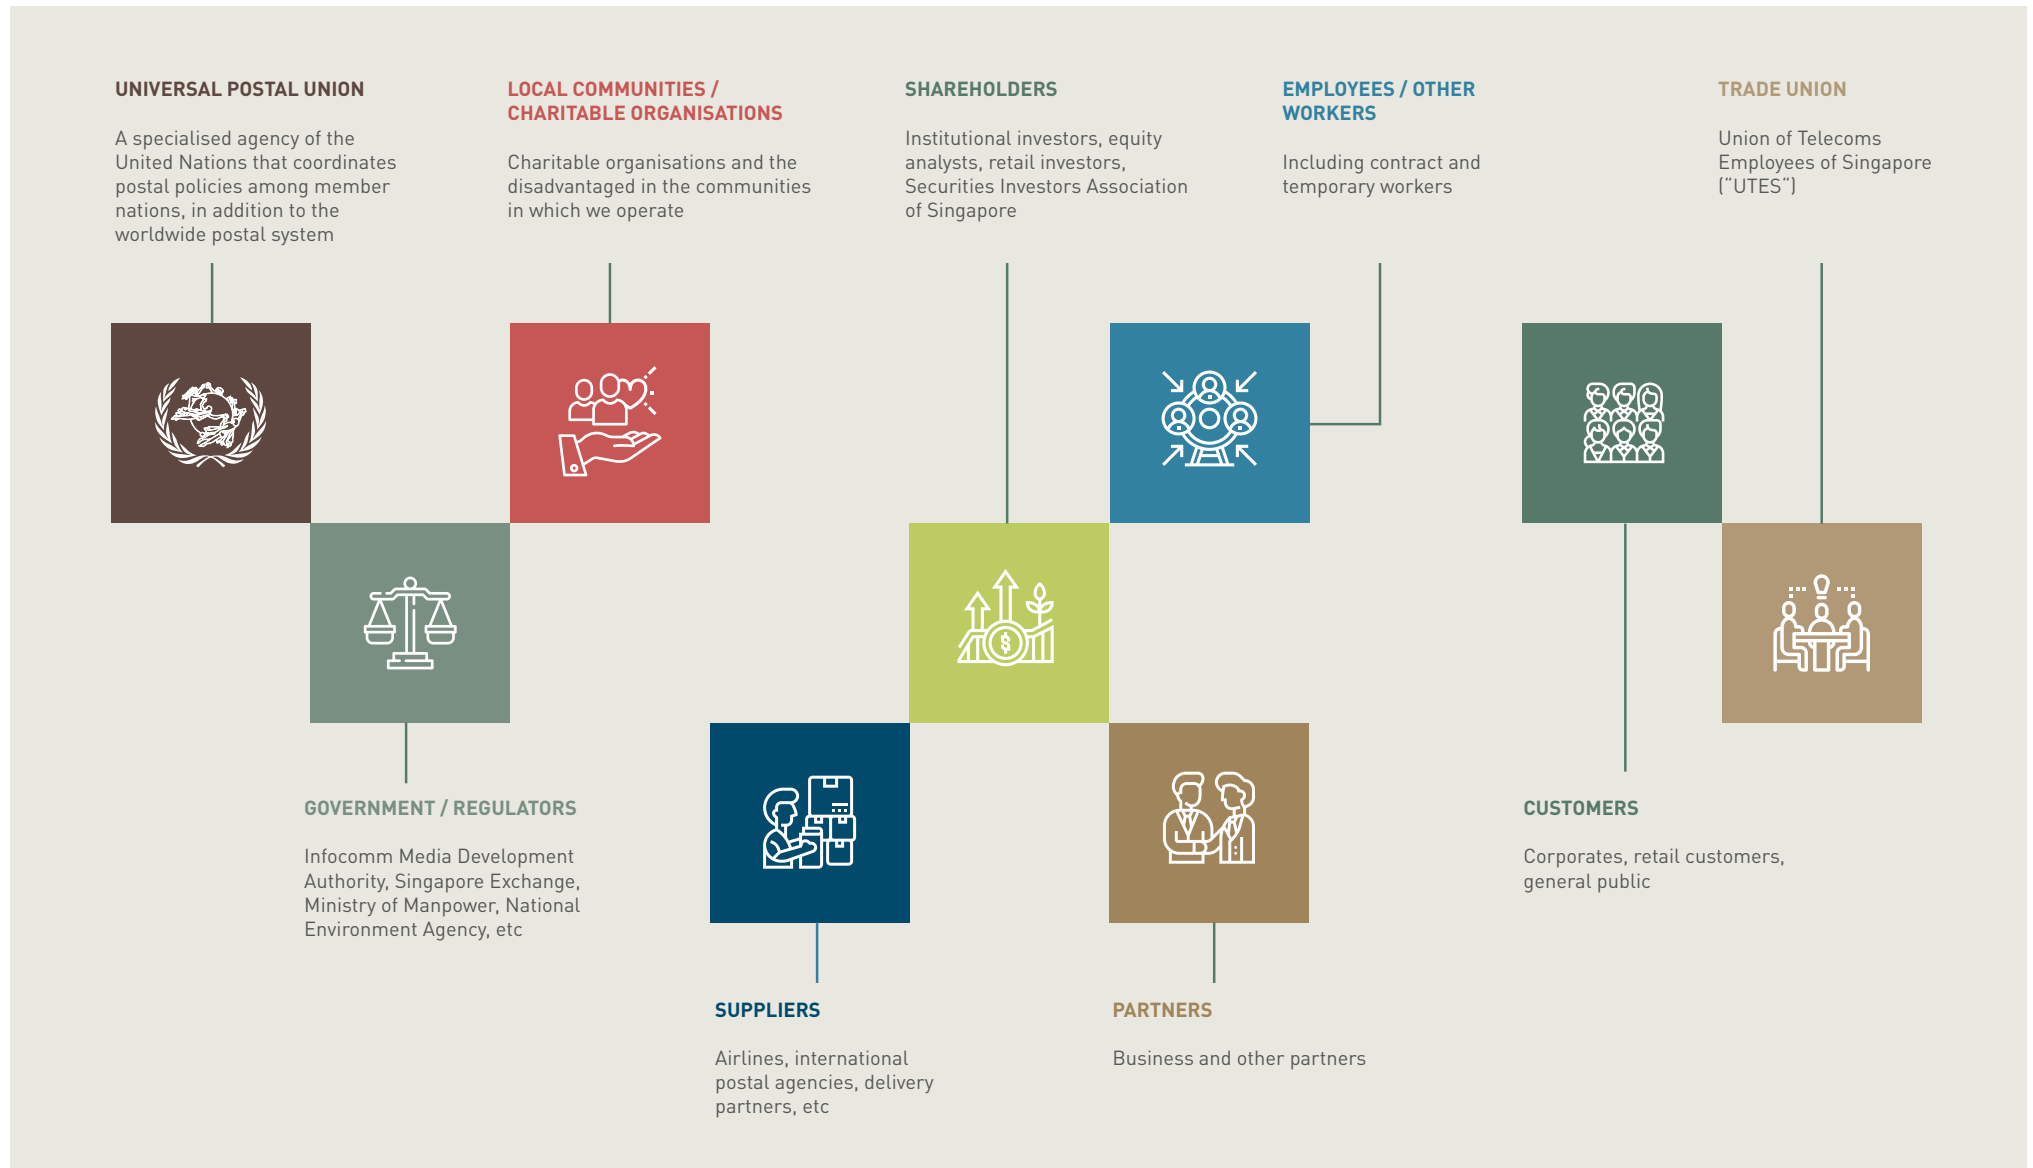 UNIVERSAL POSTAL UNION
A specialised agency of the
United Nations that coordinates
postal policies among member
nations, in addition to the
worldwide postal system
LOCAL COMMUNITIES /
CHARITABLE ORGANISATIONS
Charitable organisations and the
disadvantaged in the communities
in which we operate
SHAREHOLDERS
Institutional investors, equity
analysts, retail investors,
Securities Investors Association
of Singapore
EMPLOYEES / OTHER
WORKERS
Including contract and
temporary workers
TRADE UNION
Union of Telecoms
Employees of Singapore
(“UTES”)
$
GOVERNMENT / REGULATORS
Infocomm Media Development
Authority, Singapore Exchange,
Ministry of Manpower, National
Environment Agency, etc
CUSTOMERS
Corporates, retail customers,
general public
SUPPLIERS
Airlines, international
postal agencies, delivery
partners, etc
PARTNERS
Business and other partners